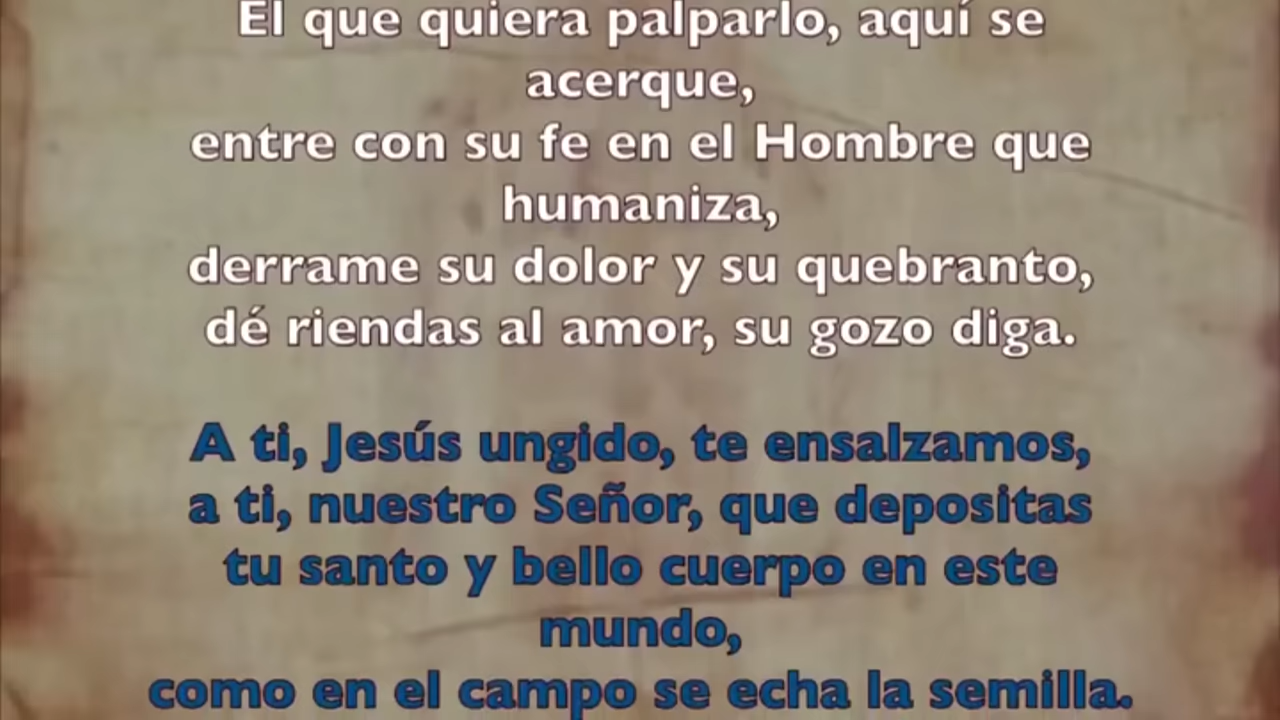 El que quiera palparlo, aquí se
acerque,
entre con su fe en el Hombre que
humaniza,
derrame su dolor y su quebranto,
dé riendas al amor, su gozo diga.
A ti, Jesús ungido, te ensalzamos,
a ti, nuestro Señor, que depositas
tu santo y bello cuerpo en este
mundo,
como en el campo se echa la semilla.